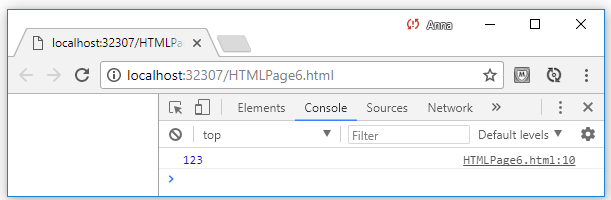 Anna
localhost:32307/HTMLPa
localhost:32307/HTMLPage6.html
Elements Console Sources Network
top Filter Default levels
123 HTMLPage6.html:10